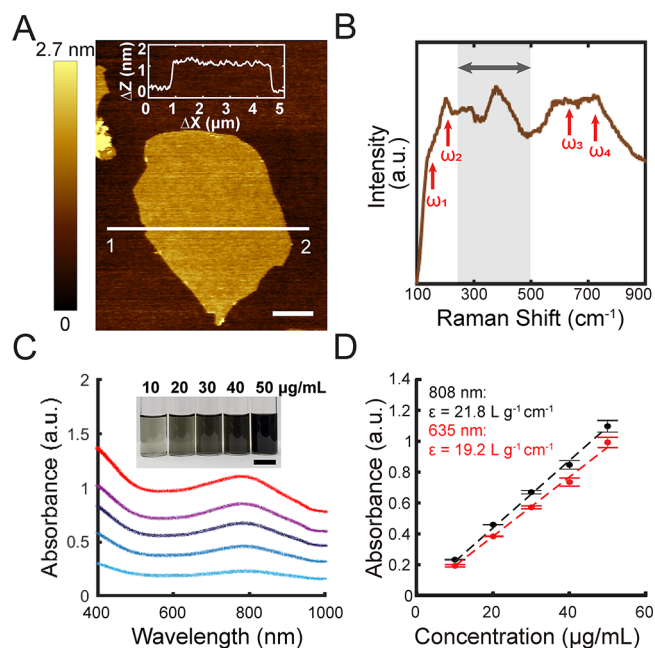 A
2.7 nm
0
ΔZ (nm)
2
1
0
0 1 2 3 4 5
ΔX (μm)
1 2
B
Intensity
(a.u.)
ω₁
ω₂
ω₃
ω₄
100 300 500 700 900
Raman Shift (cm⁻¹)
C
10 20 30 40 50 μg/mL
Absorbance (a.u.)
2
1.5
1
0.5
0
400 600 800 1000
Wavelength (nm)
D
808 nm:
ε = 21.8 L g⁻¹ cm⁻¹
635 nm:
ε = 19.2 L g⁻¹ cm⁻¹
Absorbance (a.u.)
1.4
1.2
1
0.8
0.6
0.4
0.2
0 20 40 60
Concentration (μg/mL)